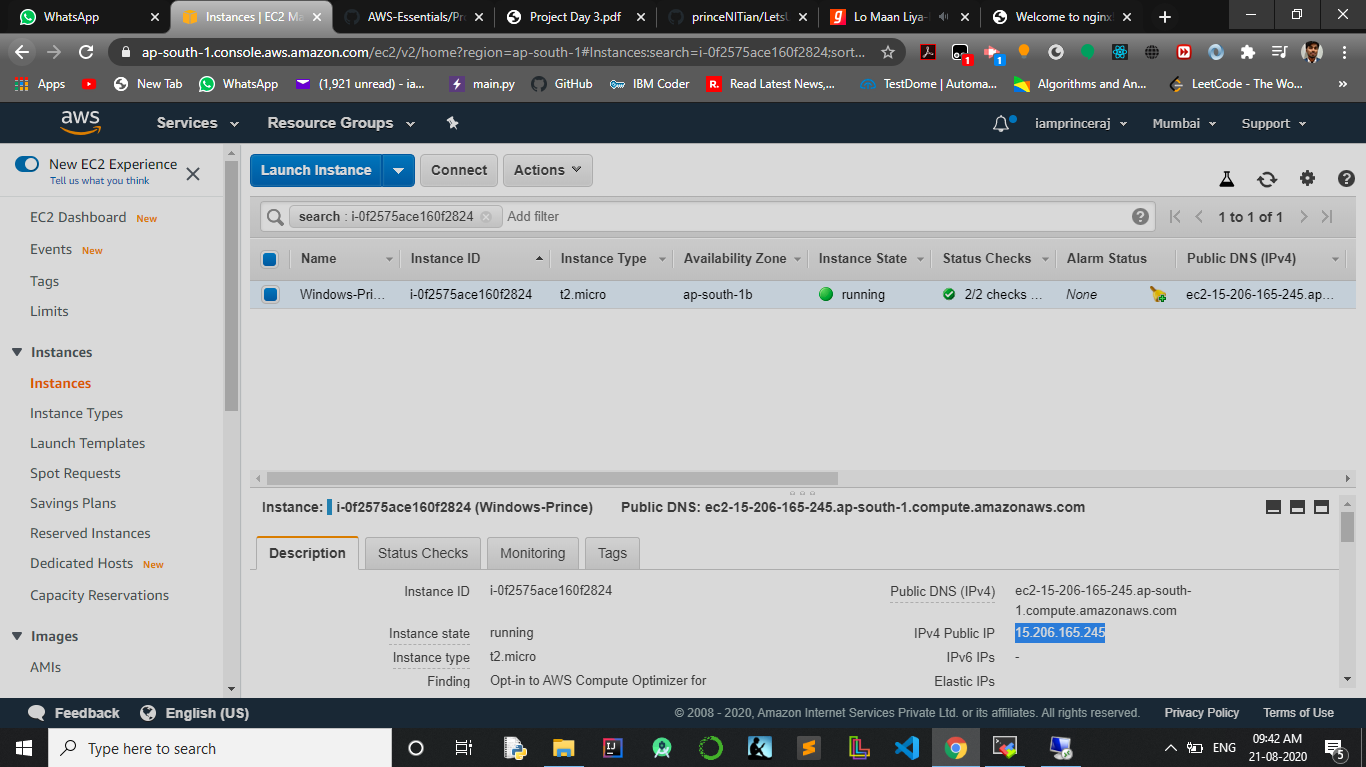 WhatsApp
Instances | EC2 Ma
AWS-Essentials/Pr
Project Day 3.pdf
princeNITian/LetsU
Lo Maan Liya-
Welcome to nginx!
ap-south-1.console.aws.amazon.com/ec2/v2/home?region=ap-south-1#Instances:search=i-0f2575ace160f2824;sort...
1
1
Apps
New Tab
WhatsApp
(1,921 unread) - ia...
main.py
GitHub
IBM Coder
R.
Read Latest News,...
TestDome | Automa...
Algorithms and An...
LeetCode - The Wo...
»
aws
Services
Resource Groups
iamprinceraj
Mumbai
Support
New EC2 Experience
Tell us what you think
EC2 Dashboard New
Events New
Tags
Limits
Instances
Instances
Instance Types
Launch Templates
Spot Requests
Savings Plans
Reserved Instances
Dedicated Hosts New
Capacity Reservations
Images
AMIs
Launch Instance
Connect
Actions
search : i-0f2575ace160f2824
Add filter
1 to 1 of 1
Name
Instance ID
Instance Type
Availability Zone
Instance State
Status Checks
Alarm Status
Public DNS (IPv4)
Windows-Pri...
i-0f2575ace160f2824
t2.micro
ap-south-1b
running
2/2 checks ...
None
ec2-15-206-165-245.ap...
Instance: i-0f2575ace160f2824 (Windows-Prince) Public DNS: ec2-15-206-165-245.ap-south-1.compute.amazonaws.com
Description
Status Checks
Monitoring
Tags
Instance ID i-0f2575ace160f2824
Instance state running
Instance type t2.micro
Finding Opt-in to AWS Compute Optimizer for
Public DNS (IPv4) ec2-15-206-165-245.ap-south-
1.compute.amazonaws.com
IPv4 Public IP 15.206.165.245
IPv6 IPs -
Elastic IPs
Feedback
English (US)
© 2008 - 2020, Amazon Internet Services Private Ltd. or its affiliates. All rights reserved.
Privacy Policy
Terms of Use
Type here to search
ENG
09:42 AM
21-08-2020
5